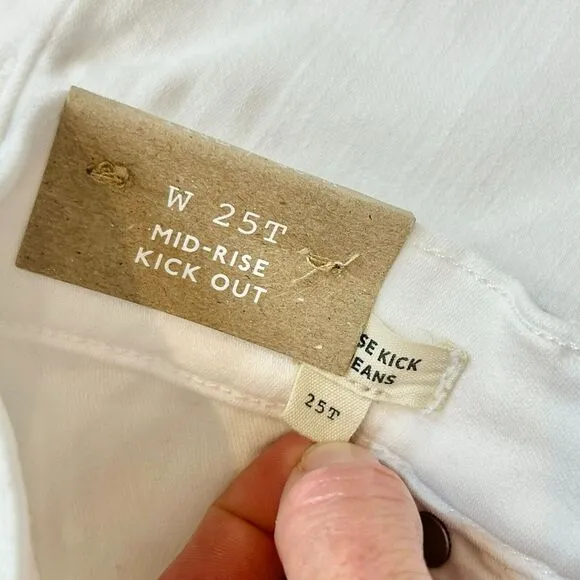 W 25T
MID-RISE
KICK OUT
SE KICK
EANS
25T